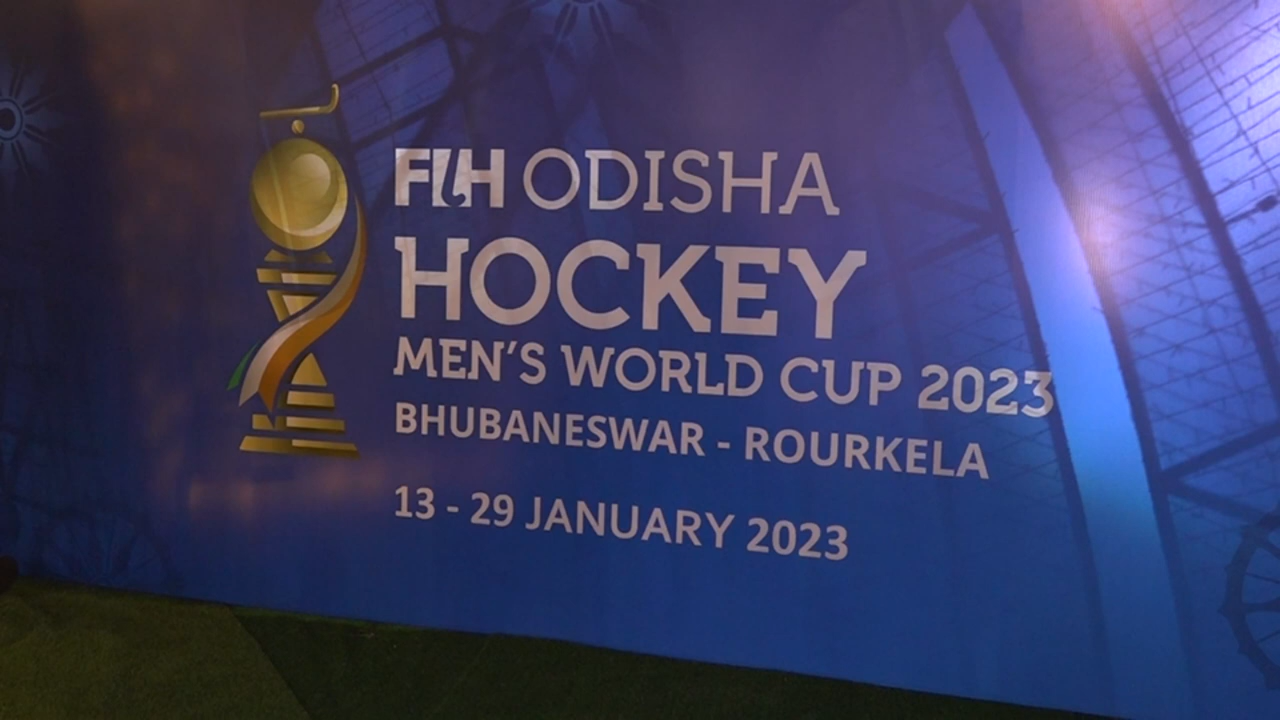 FIH ODISHA
HOCKEY
MEN'S WORLD CUP 2023
BHUBANESWAR - ROURKELA
13 - 29 JANUARY 2023